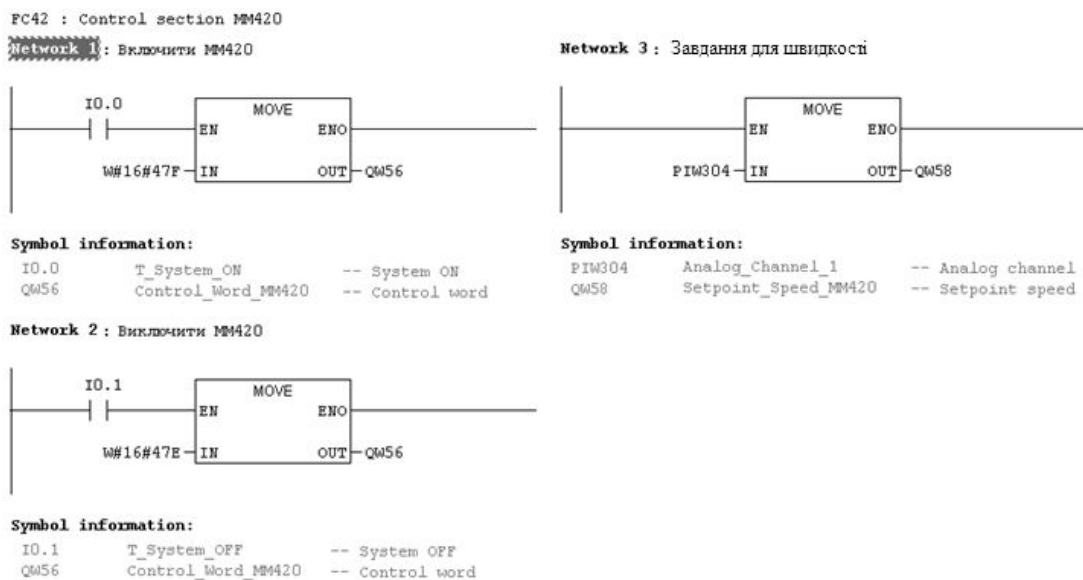 FC42 : Control section MM420
Network 1: Включити MM420
I0.0
MOVE
EN ENO
W#16#47F IN OUT QW56
Symbol information:
I0.0 T_System_ON -- System ON
QW56 Control_Word_MM420 -- Control word
Network 2 : Виключити MM420
I0.1
MOVE
EN ENO
W#16#47E IN OUT QW56
Symbol information:
I0.1 T_System_OFF -- System OFF
QW56 Control_Word_MM420 -- Control word
Network 3 : Завдання для швидкості
MOVE
EN ENO
PIW304 IN OUT QW58
Symbol information:
PIW304 Analog_Channel_1 -- Analog channel
QW58 Setpoint_Speed_MM420 -- Setpoint speed